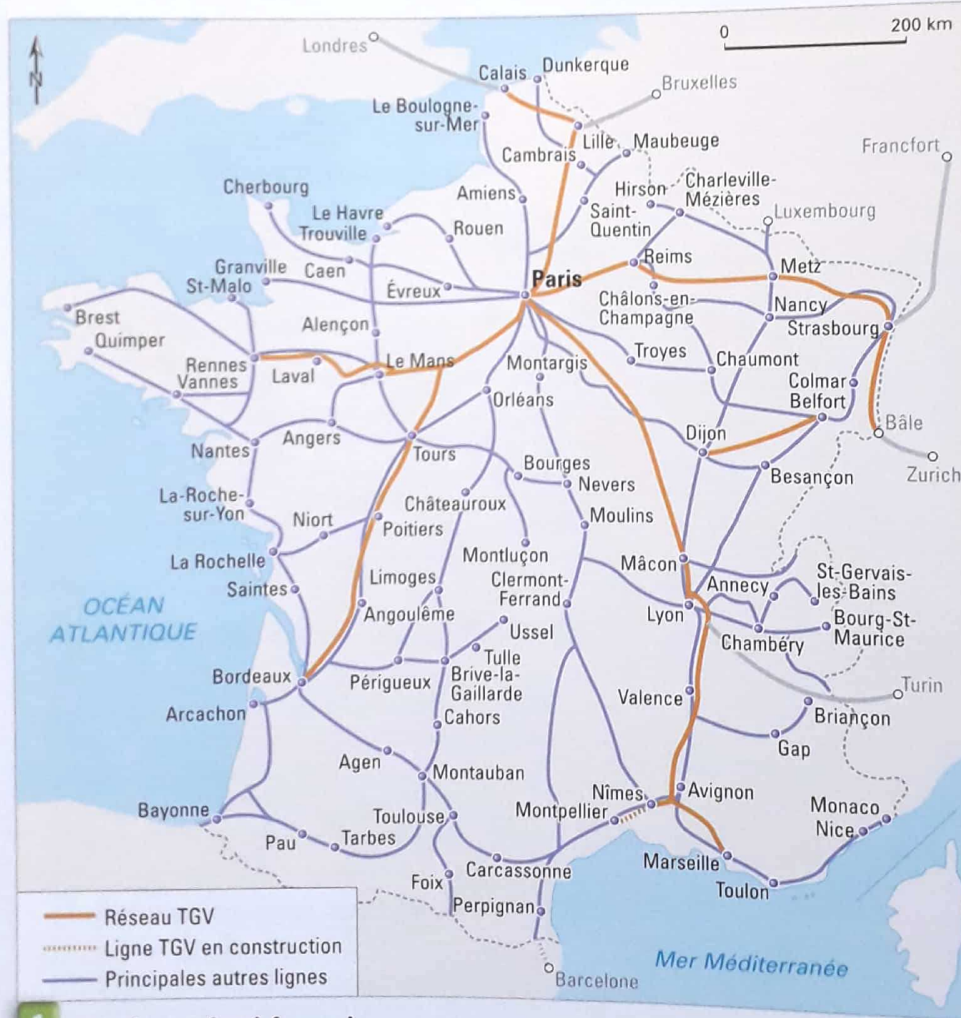 Londres
0
200 km
N
Calais
Dunkerque
Bruxelles
Le Boulogne-
sur-Mer
Lille
Maubeuge
Cambrais
Francfort
Cherbourg
Amiens
Hirson
Charleville-
Mézières
Le Havre
Saint-
Quentin
Luxembourg
Trouville
Rouen
Reims
Metz
Granville
Caen
Paris
St-Malo
Évreux
Châlons-en-
Champagne
Nancy
Strasbourg
Brest
Alençon
Quimper
Rennes
Laval
Le Mans
Montargis
Troyes
Chaumont
Vannes
Orléans
Colmar
Belfort
Nantes
Angers
Tours
Dijon
Bâle
Bourges
Besançon
Zurich
Nevers
La-Roche-
sur-Yon
Châteauroux
Niort
Poitiers
Moulins
La Rochelle
Montluçon
Mâcon
Saintes
Limoges
Clermont-
Ferrand
Annecy
St-Gervais-
les-Bains
OCÉAN
ATLANTIQUE
Angoulême
Lyon
Bourg-St-
Maurice
Ussel
Chambéry
Tulle
Bordeaux
Périgueux
Brive-la-
Gaillarde
Valence
Turin
Arcachon
Cahors
Briançon
Gap
Agen
Montauban
Nîmes
Avignon
Bayonne
Toulouse
Montpellier
Monaco
Nice
Pau
Tarbes
Marseille
Carcassonne
Toulon
Foix
Perpignan
Réseau TGV
Ligne TGV en construction
Principales autres lignes
Mer Méditerranée
Barcelone